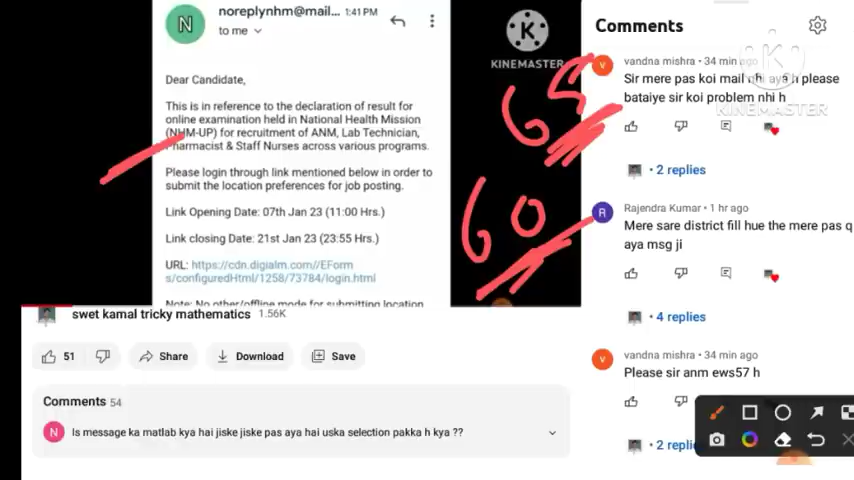 noreplynhm@mail... 1:41 PM
N
to me
Dear Candidate,
This is in reference to the declaration of result for
online examination held in National Health Mission
(NHM-UP) for recruitment of ANM, Lab Technician,
Pharmacist & Staff Nurses across various programs.
Please login through link mentioned below in order to
submit the location preferences for job posting.
Link Opening Date: 07th Jan 23 (11:00 Hrs.)
Link closing Date: 21st Jan 23 (23:55 Hrs.)
URL: https://cdn.digialm.com//EForm
s/configuredHtml/1258/73784/login.html
Note: No other/offline mode for submitting location
K
KINEMASTER
65
60
swet kamal tricky mathematics 1.56K
51 Share Download Save
Comments 54
N Is message ka matlab kya hai jiske jiske pas aya hai uska selection pakka h kya ??
Comments
v vandna mishra • 34 min ago
Sir mere pas koi mail nhi aya h please
bataiye sir koi problem nhi h
K
KINEMASTER
• 2 replies
R Rajendra Kumar • 1 hr ago
Mere sare district fill hue the mere pas q
aya msg ji
• 4 replies
v vandna mishra • 34 min ago
Please sir anm ews57 h
• 2 repli